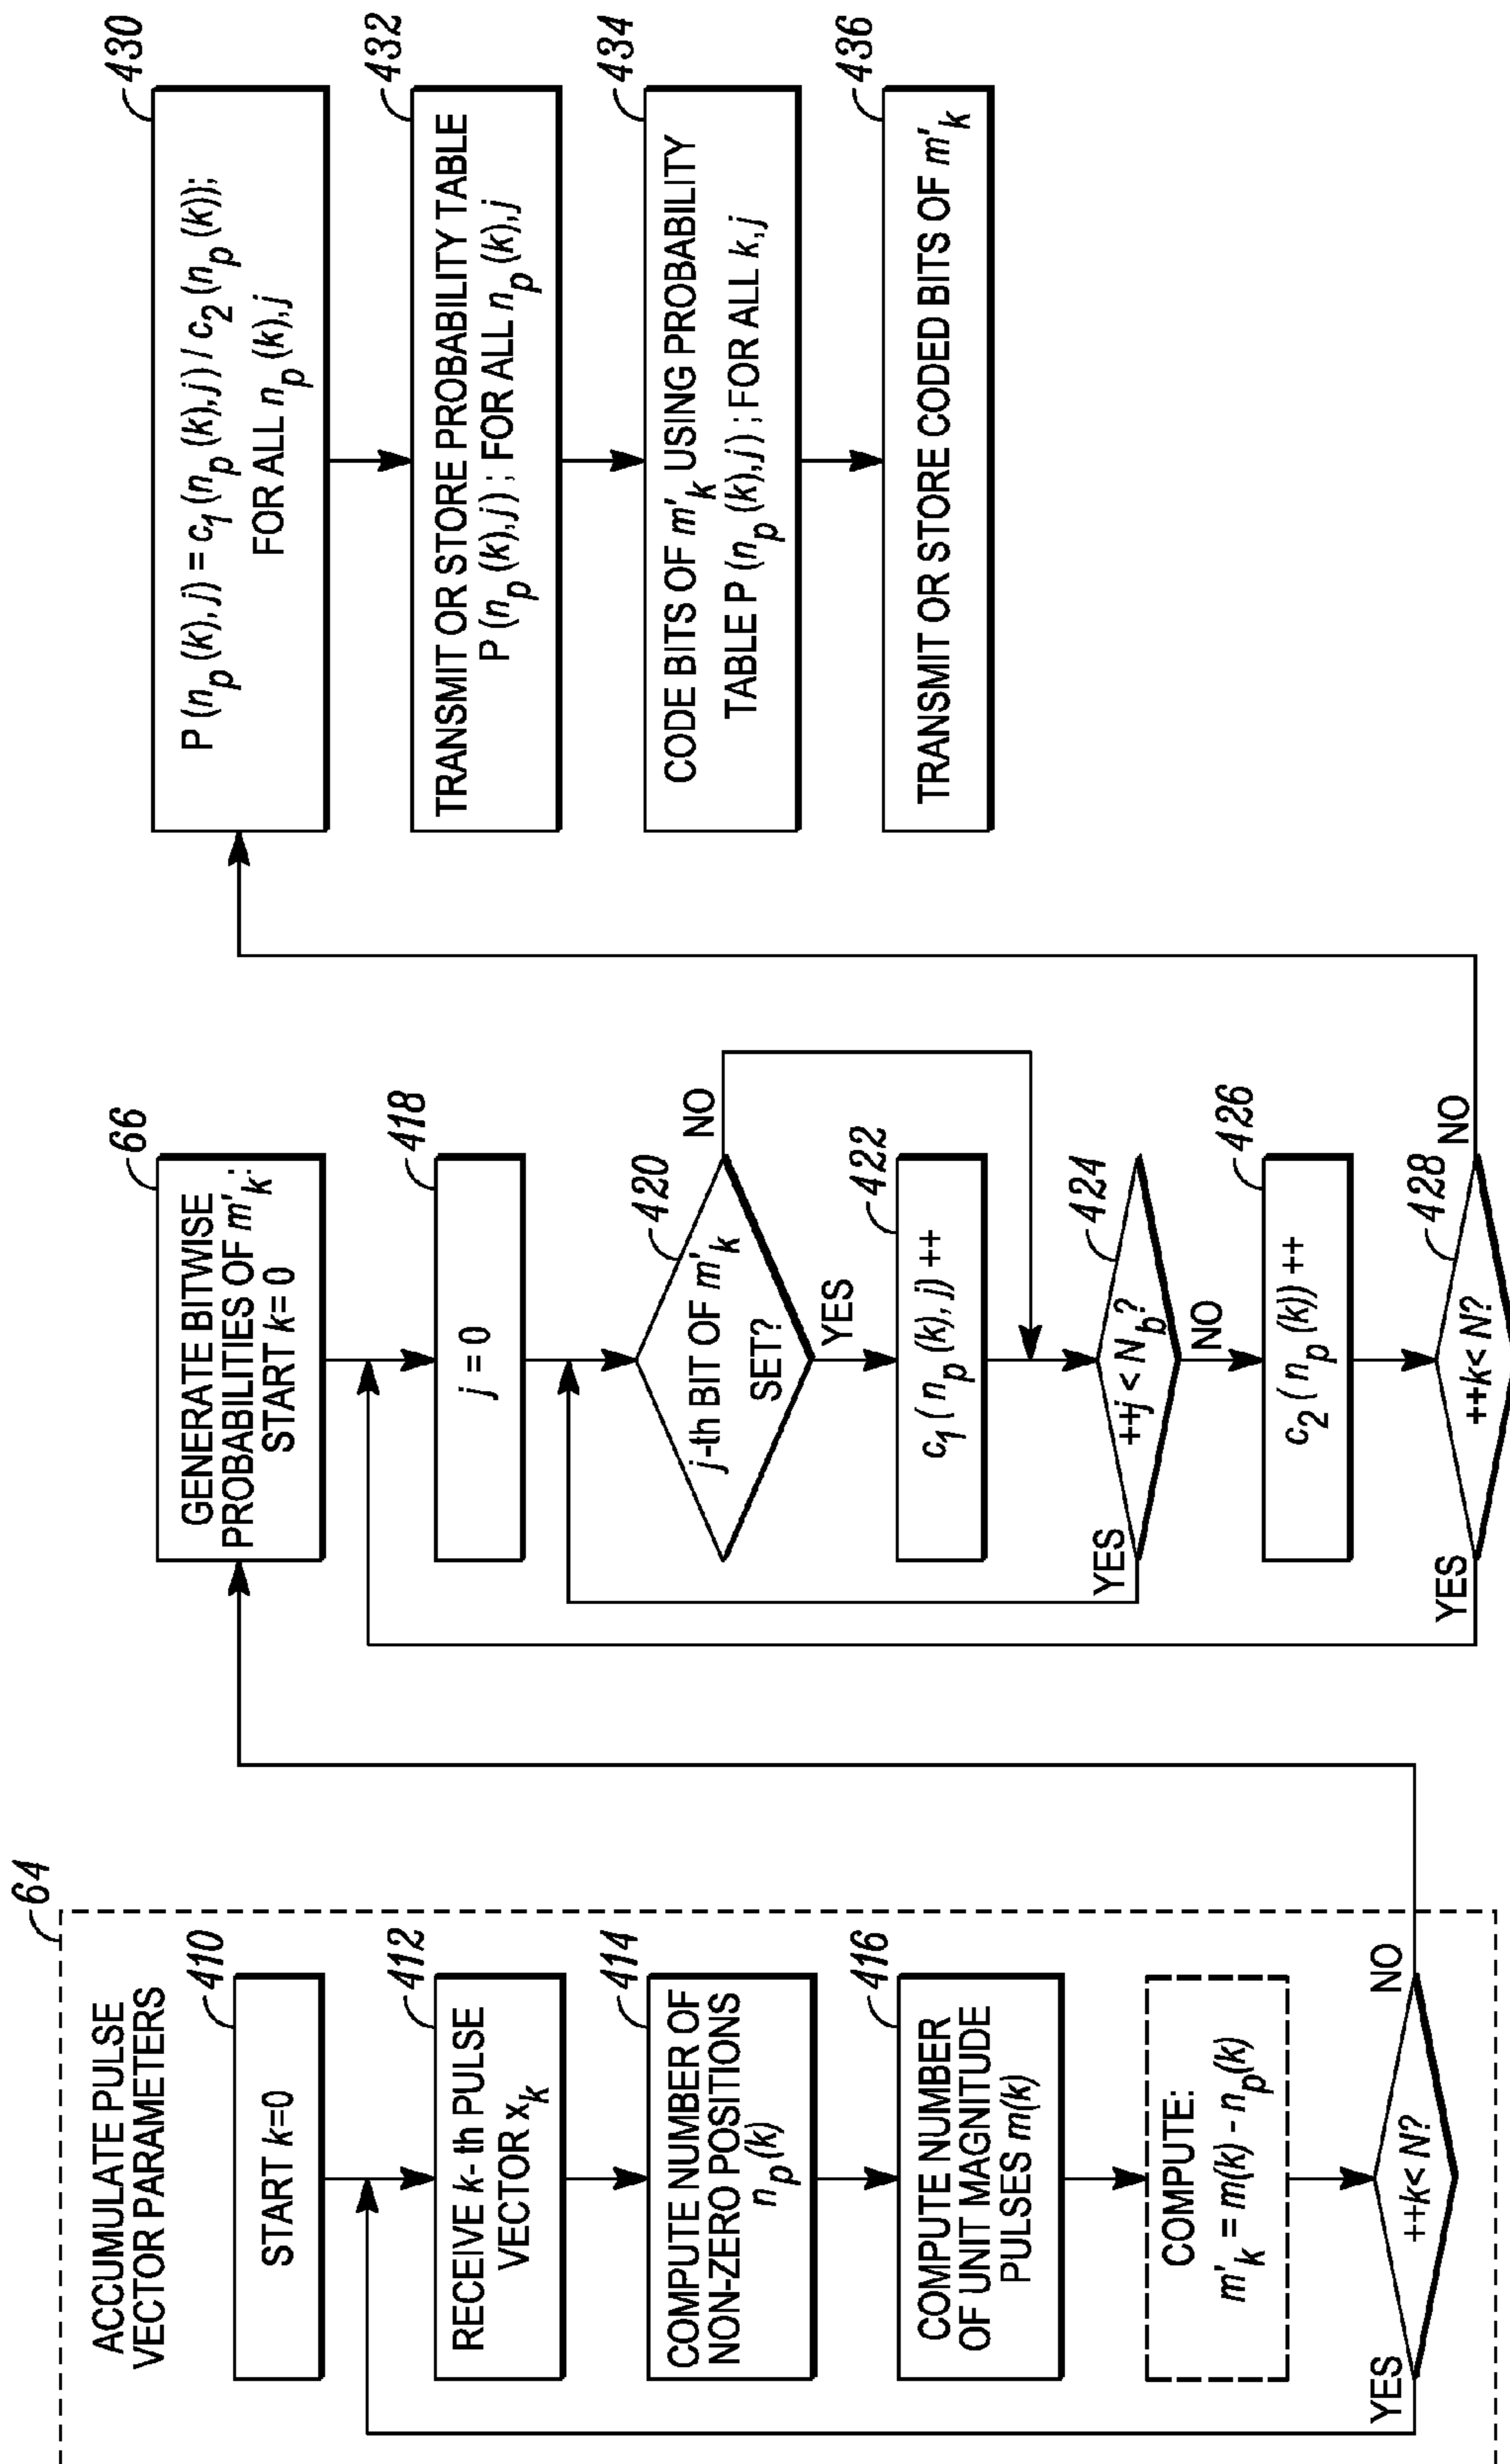 64
ACCUMULATE PULSE
VECTOR PARAMETERS
410
START k=0
412
RECEIVE k-th PULSE
VECTOR x_k
414
COMPUTE NUMBER OF
NON-ZERO POSITIONS
n_p(k)
416
COMPUTE NUMBER
OF UNIT MAGNITUDE
PULSES m(k)
COMPUTE:
m'_k = m(k) - n_p(k)
++k< N?
YES
NO
66
GENERATE BITWISE
PROBABILITIES OF m'_k:
START k=0
418
j = 0
420
j-th BIT OF m'_k
SET?
NO
YES
422
c_1(n_p(k), j) ++
424
++j < N_b?
YES
NO
426
c_2(n_p(k)) ++
428
++k< N?
YES
NO
430
P(n_p(k),j) = c_1(n_p(k),j) / c_2(n_p(k));
FOR ALL n_p(k),j
432
TRANSMIT OR STORE PROBABILITY TABLE
P(n_p(k),j) ; FOR ALL n_p(k),j
434
CODE BITS OF m'_k USING PROBABILITY
TABLE P(n_p(k),j) ; FOR ALL k,j
436
TRANSMIT OR STORE CODED BITS OF m'_k